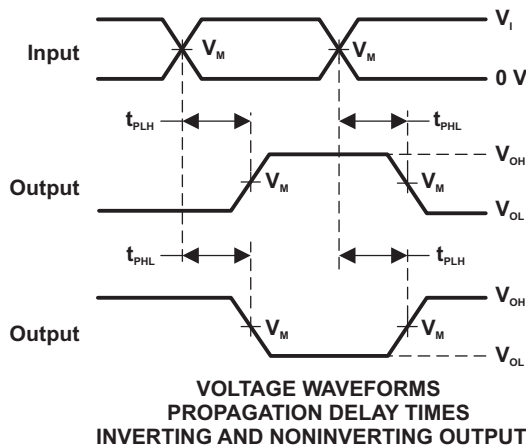 V_I
Input
V_M
V_M
0 V
t_PLH
t_PHL
V_OH
Output
V_M
V_M
V_OL
t_PHL
t_PLH
V_OH
Output
V_M
V_M
V_OL
VOLTAGE WAVEFORMS
PROPAGATION DELAY TIMES
INVERTING AND NONINVERTING OUTPUT